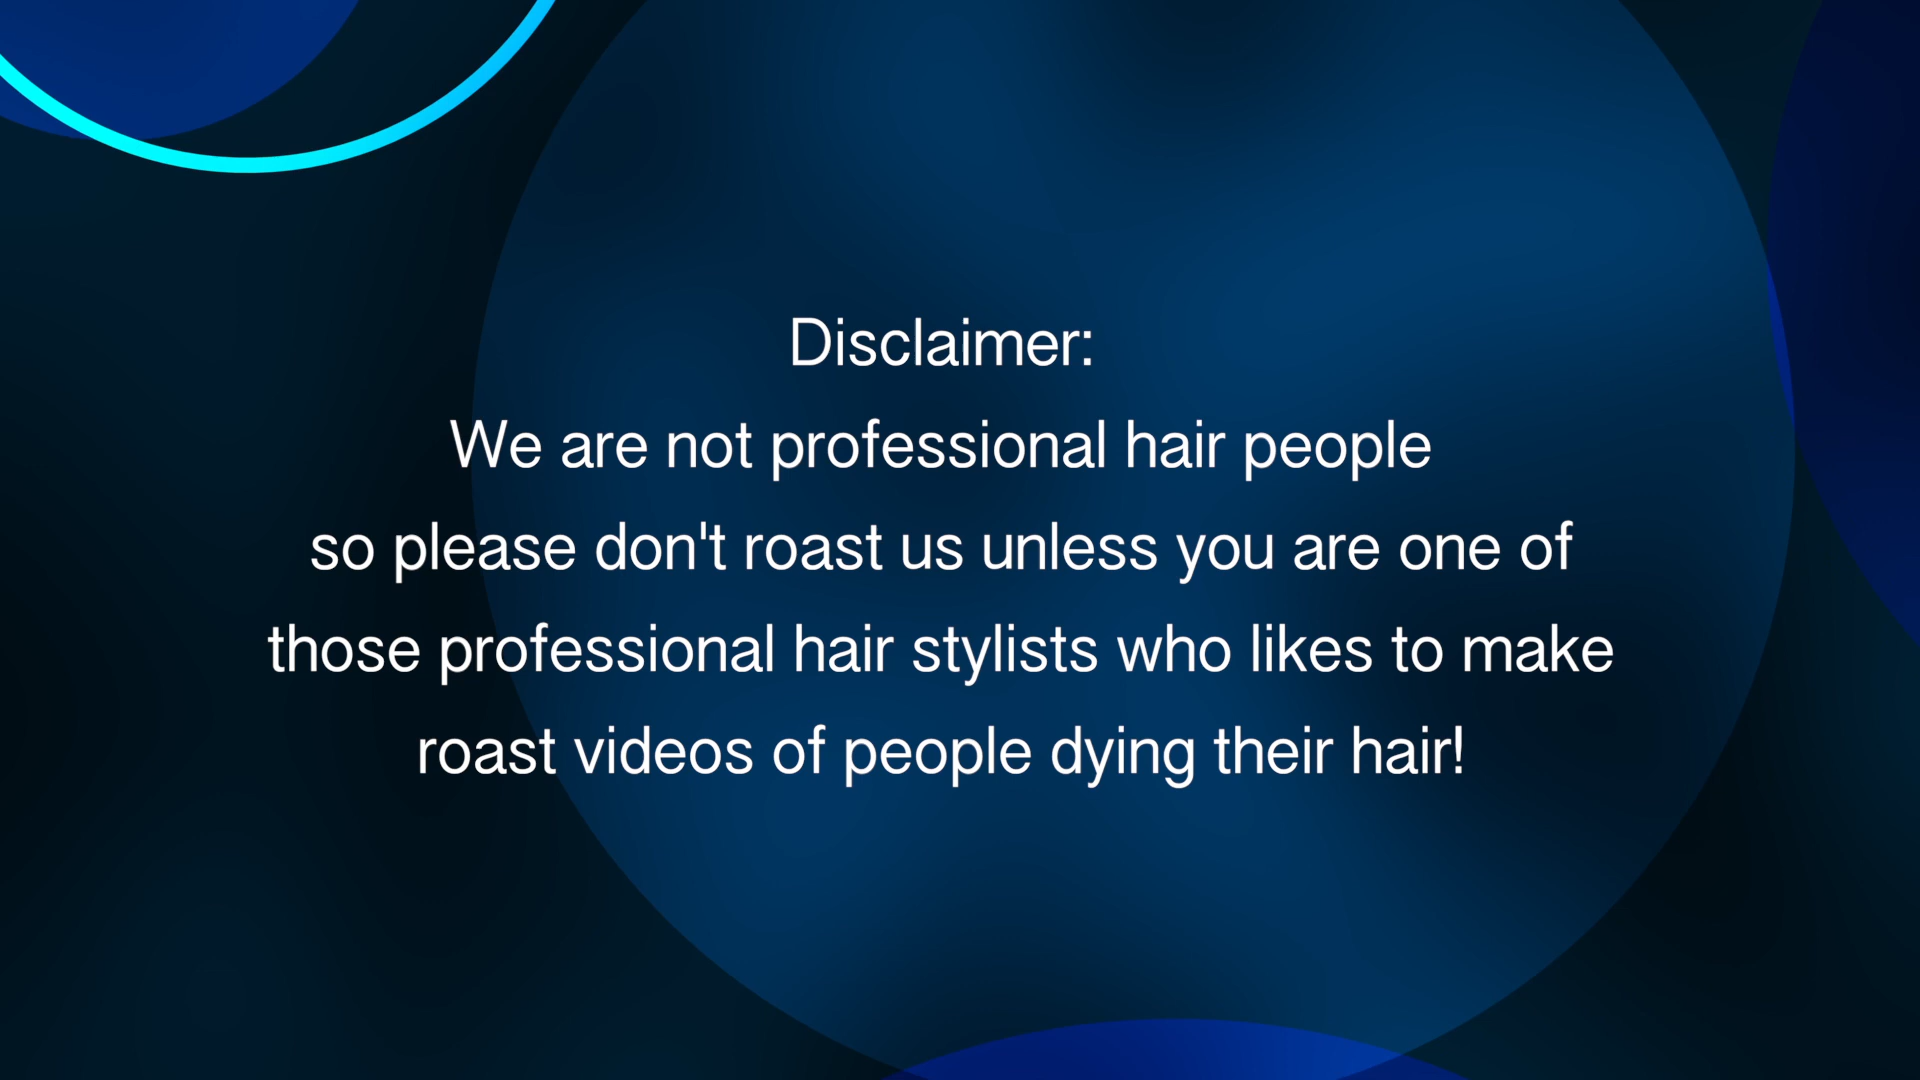 Disclaimer:
We are not professional hair people
so please don't roast us unless you are one of
those professional hair stylists who likes to make
roast videos of people dying their hair!